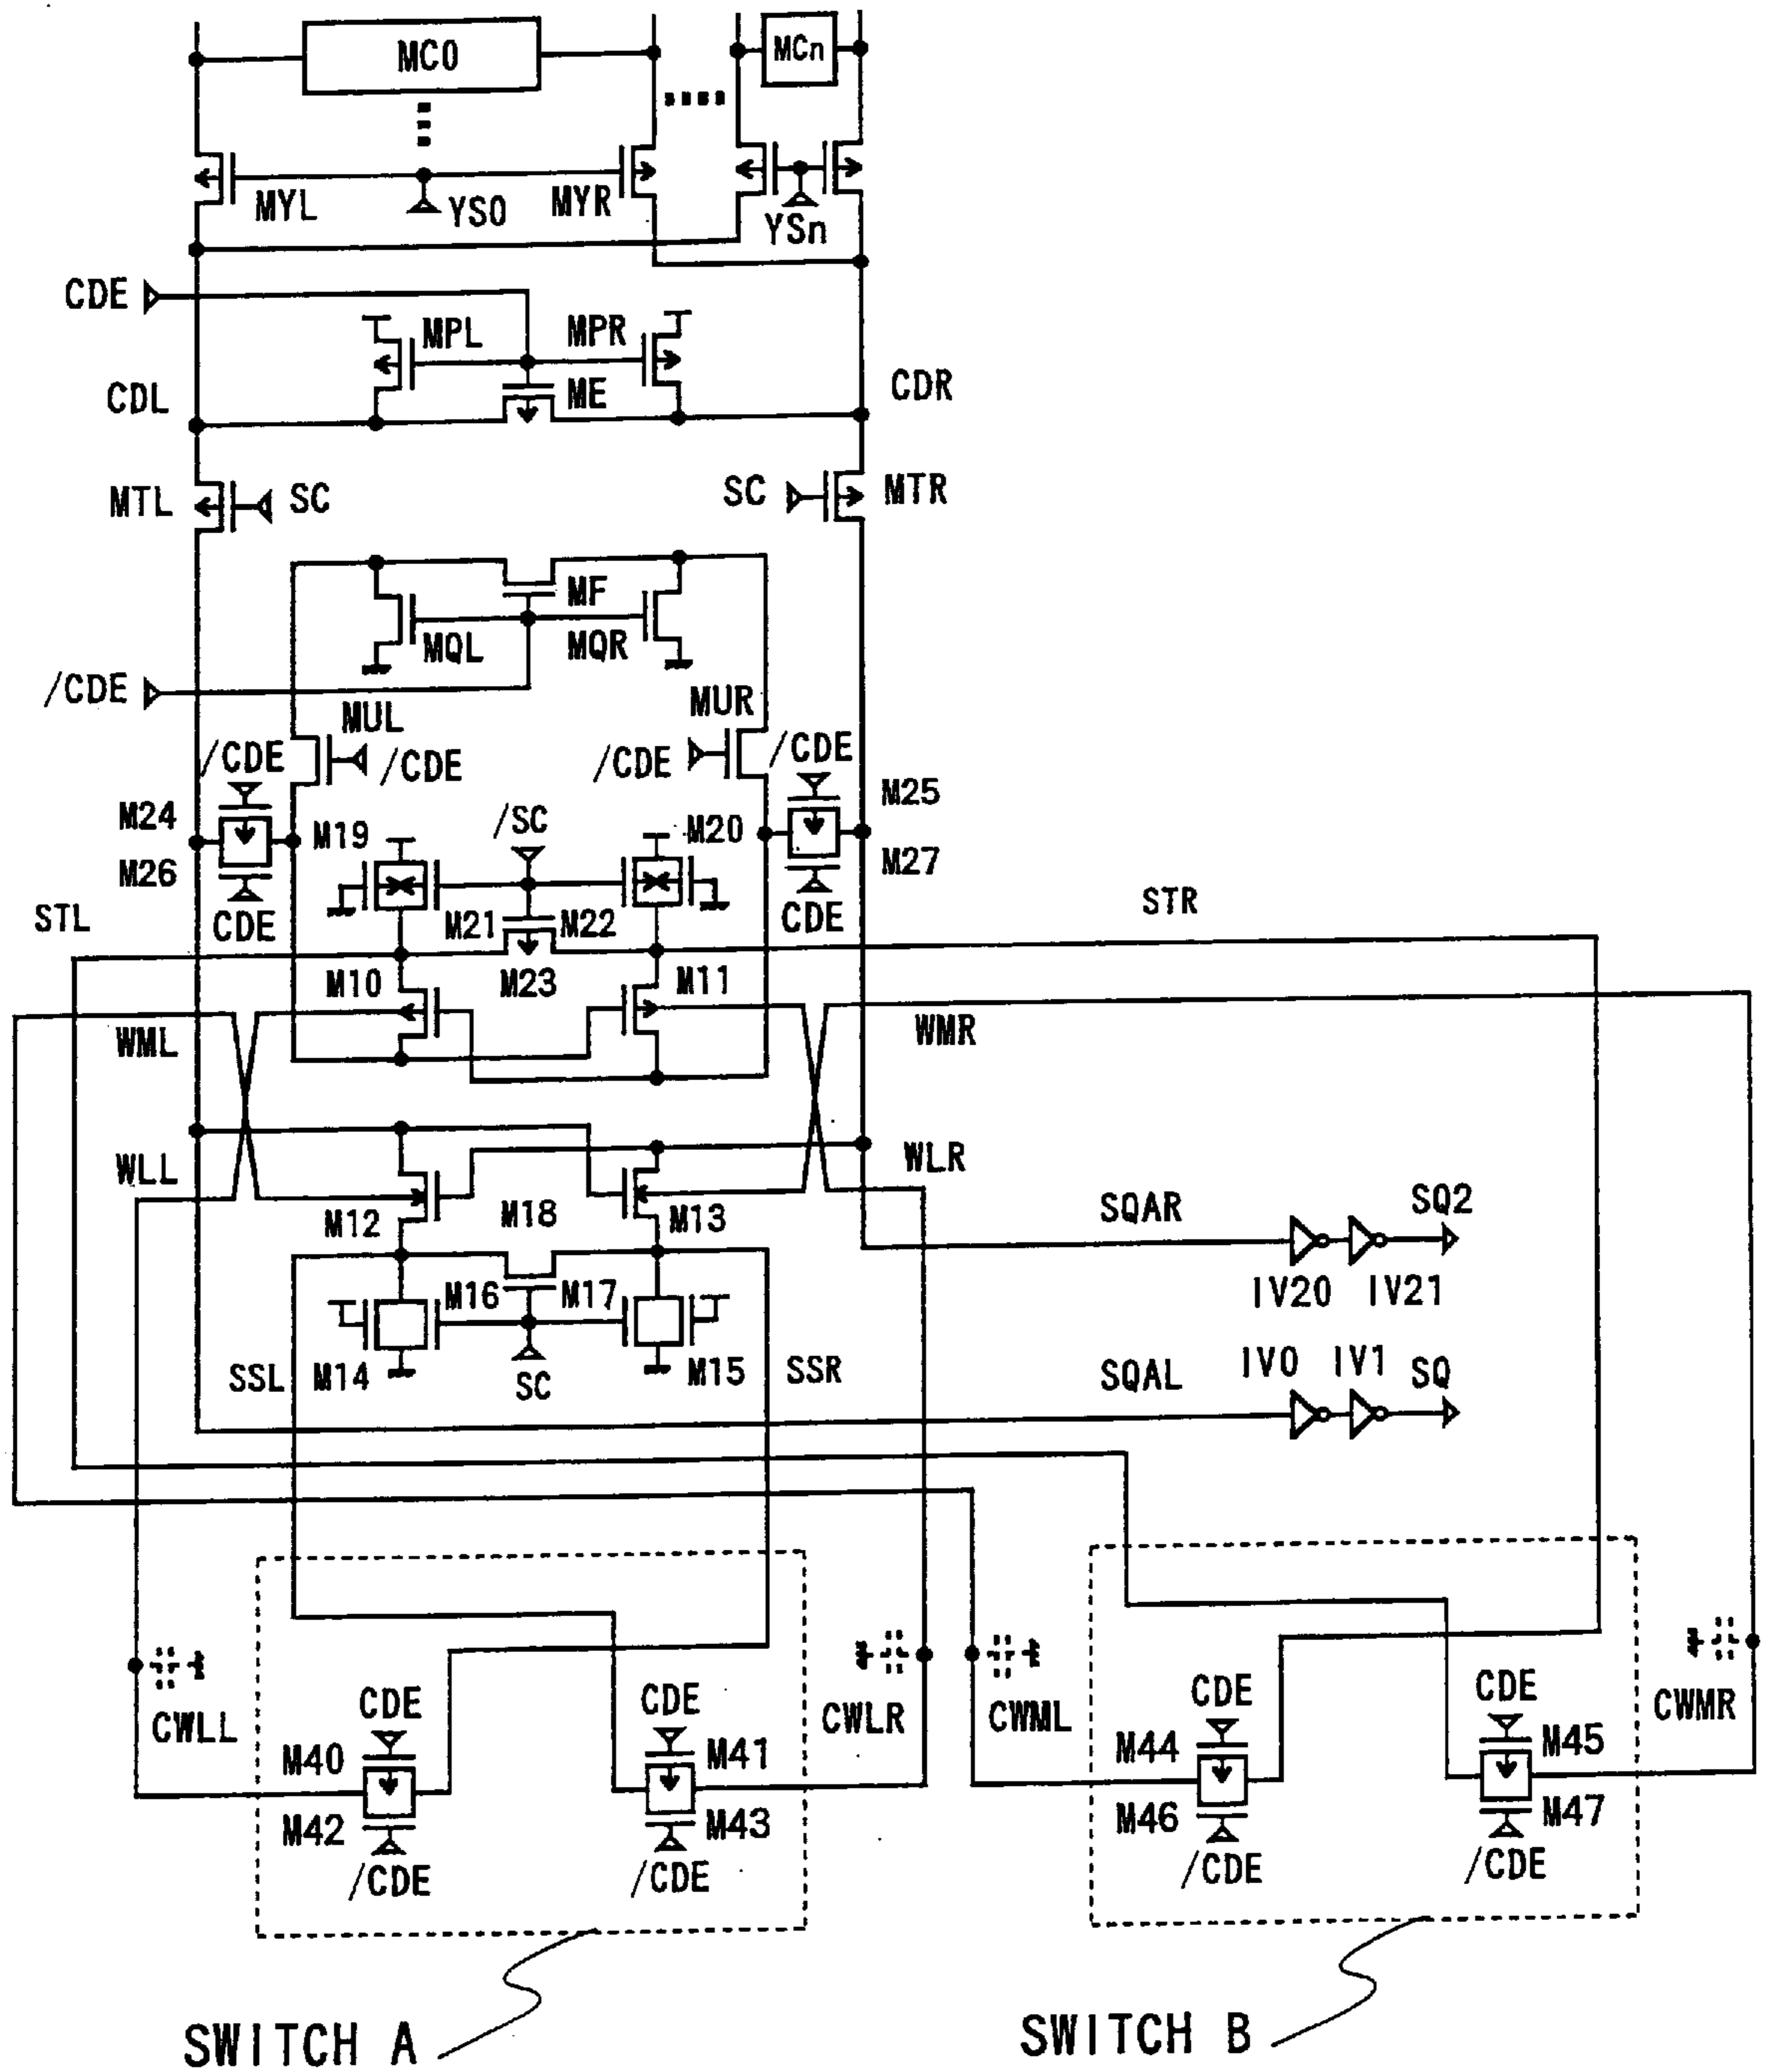 MC0
MCn
MYL
YS0
MYR
YSn
CDE
MPL
MPR
CDL
ME
CDR
MTL
SC
SC
MTR
MF
MQL
MQR
/CDE
MUL
MUR
/CDE
/CDE
/CDE
/CDE
M24
M25
M19
/SC
M20
M26
M27
STL
CDE
M21
M22
CDE
STR
M10
M23
M11
WML
WMR
WLL
WLR
M12
M18
M13
SQAR
SQ2
M16
M17
IV20
IV21
SSL
M14
SC
M15
SSR
SQAL
IV0
IV1
SQ
CWLL
CDE
CDE
CWLR
CWML
CDE
CDE
CWMR
M40
M41
M44
M45
M42
M43
M46
M47
/CDE
/CDE
/CDE
/CDE
SWITCH A
SWITCH B